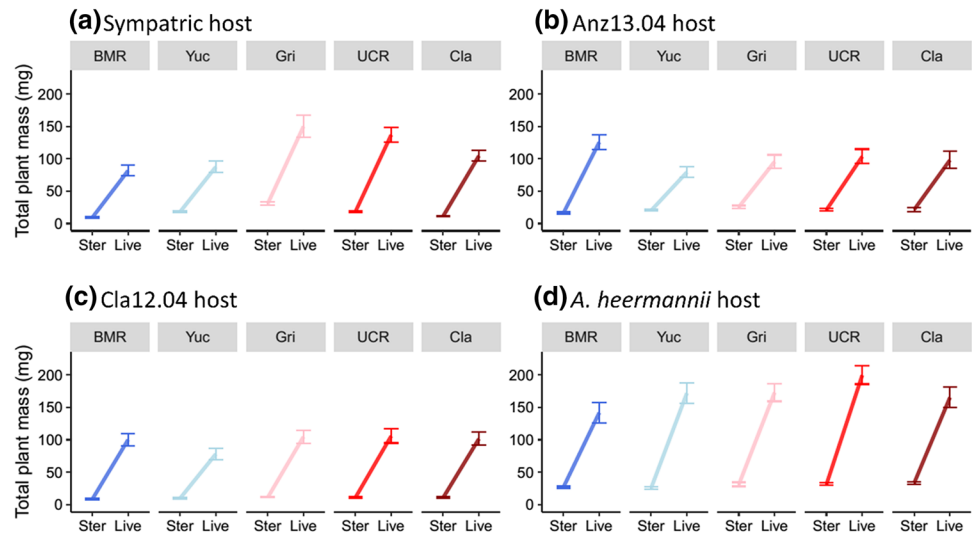 (a) Sympatric host
BMR Yuc Gri UCR Cla
Total plant mass (mg)
200
150
100
50
0
Ster Live Ster Live Ster Live Ster Live Ster Live
(b) Anz13.04 host
BMR Yuc Gri UCR Cla
200
150
100
50
0
Ster Live Ster Live Ster Live Ster Live Ster Live
(c) Cla12.04 host
BMR Yuc Gri UCR Cla
Total plant mass (mg)
200
150
100
50
0
Ster Live Ster Live Ster Live Ster Live Ster Live
(d) A. heermannii host
BMR Yuc Gri UCR Cla
200
150
100
50
0
Ster Live Ster Live Ster Live Ster Live Ster Live